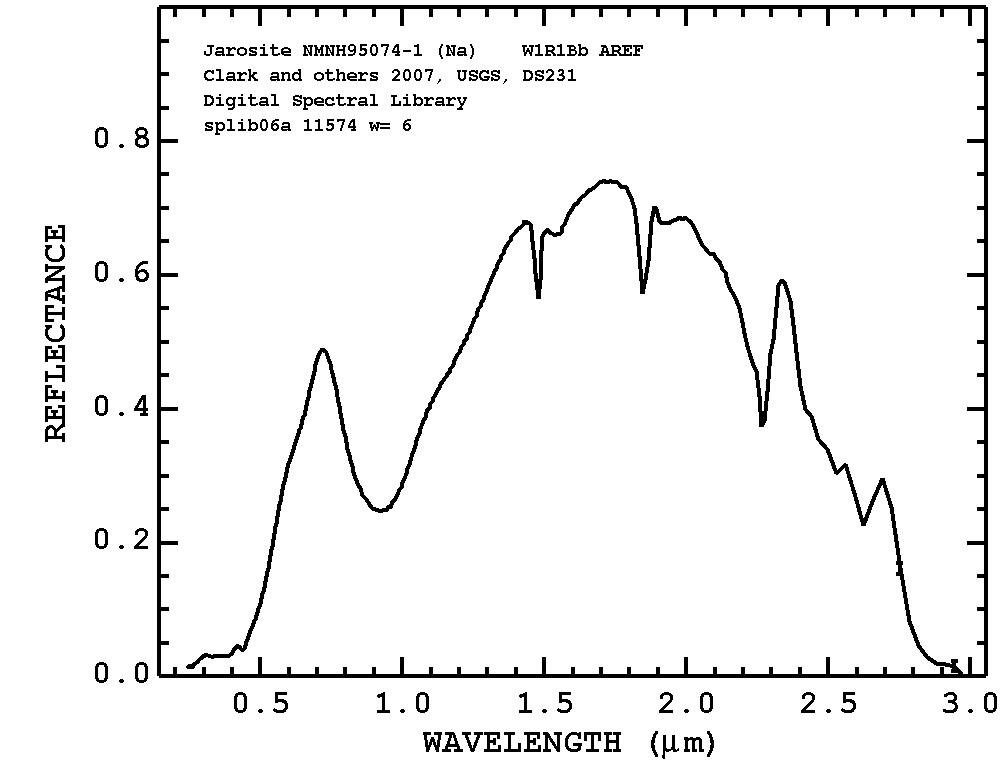 Jarosite NMNH95074-1 (Na) W1R1Bb AREF
Clark and others 2007, USGS, DS231
Digital Spectral Library
splib06a 11574 w= 6
0.8
0.6
0.4
0.2
0.0
REFLECTANCE
0.5 1.0 1.5 2.0 2.5 3.0
WAVELENGTH (μm)